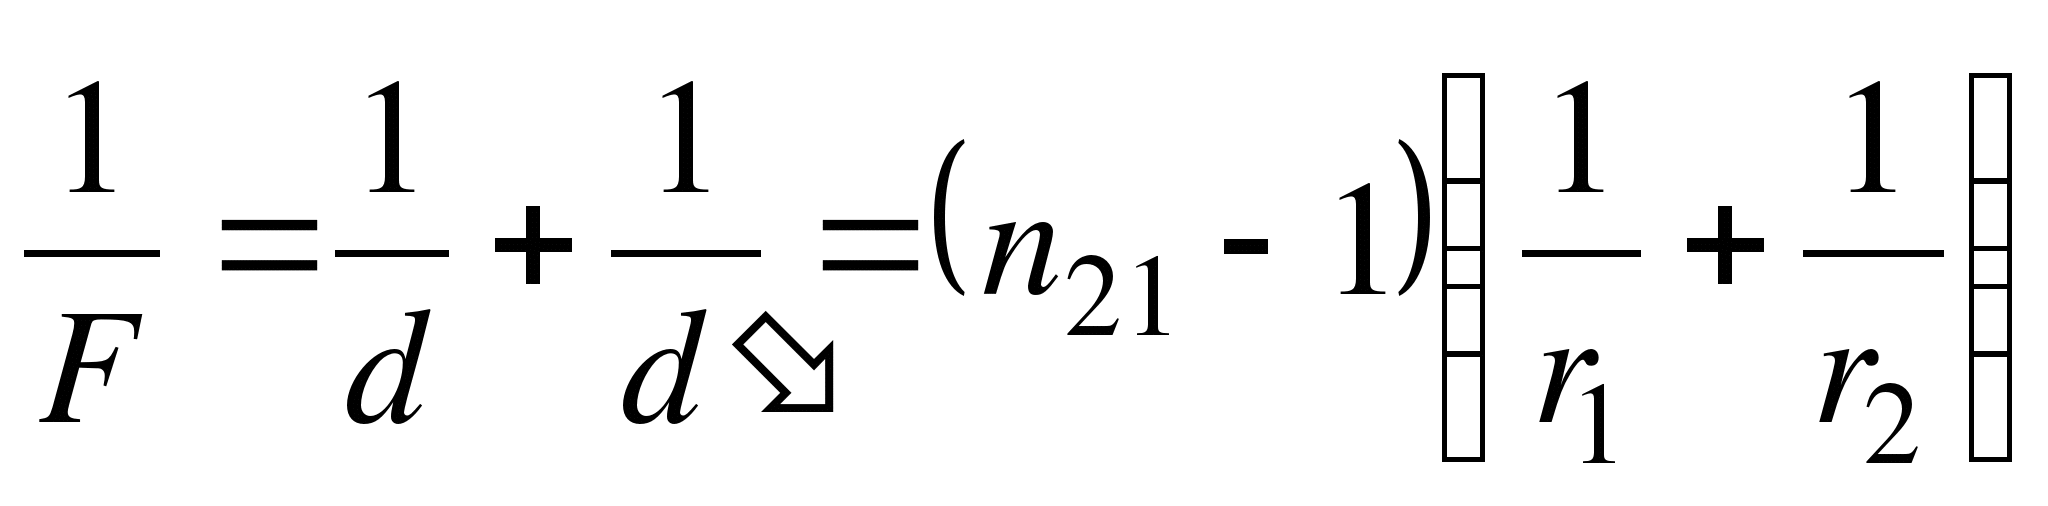 1/F = 1/d + 1/d⬂ = (n₂₁ - 1)▯(1/r₁ + 1/r₂)▯